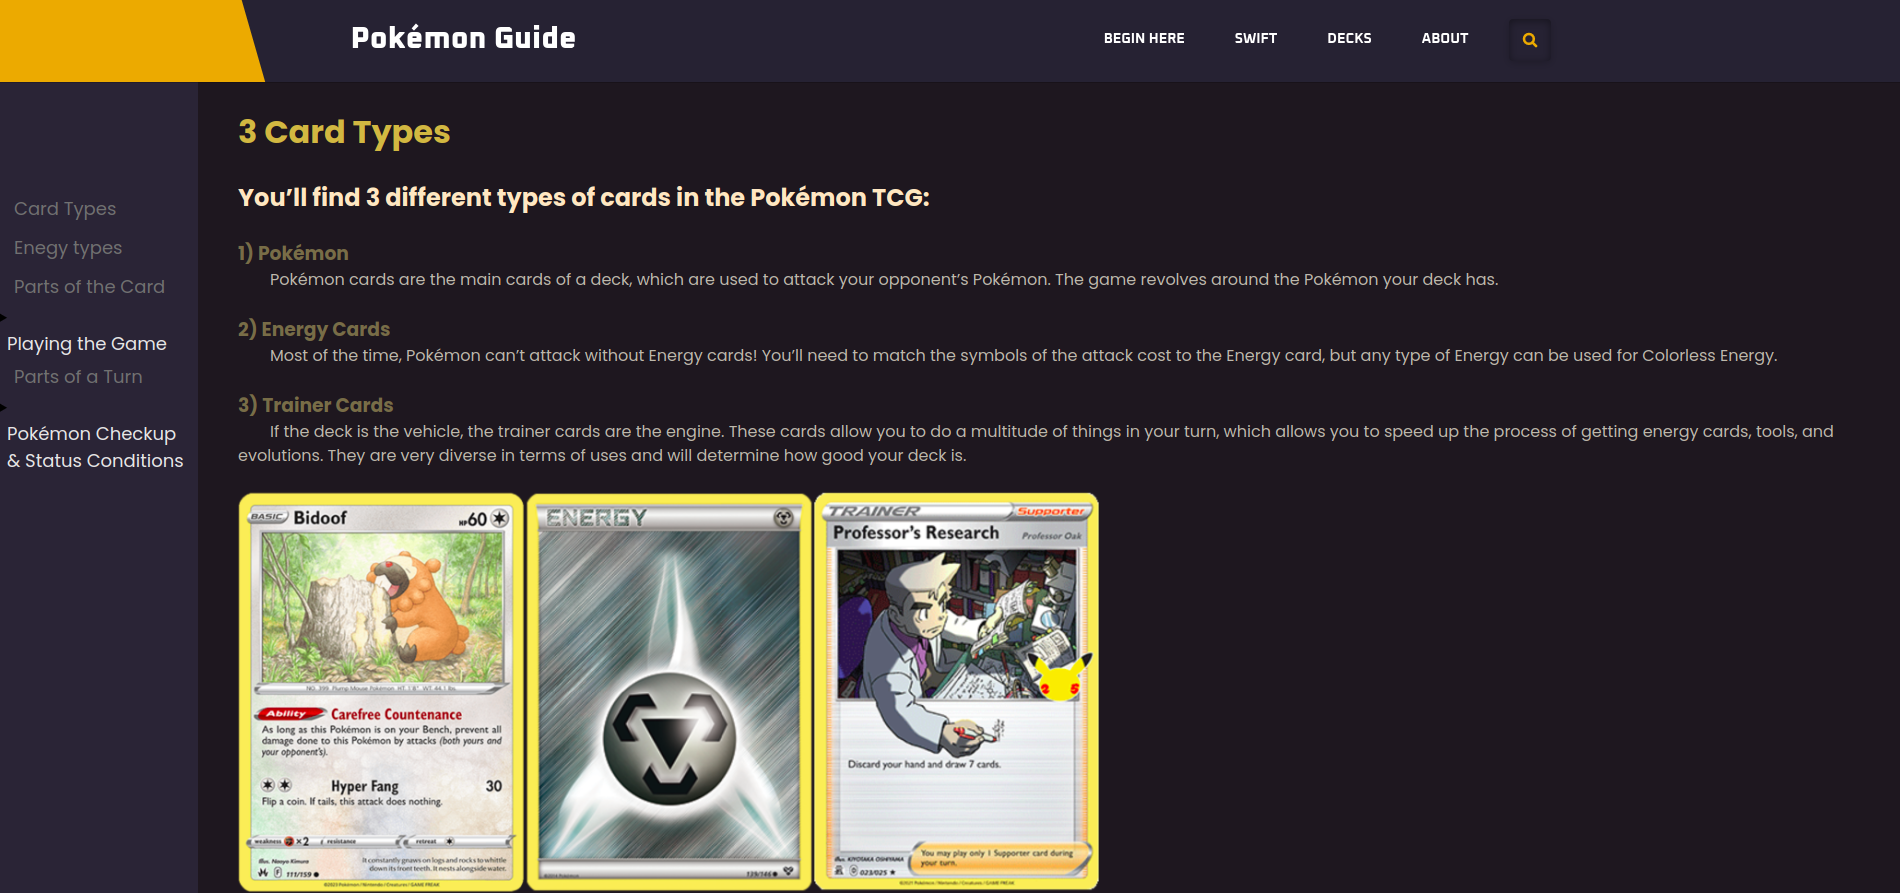 Pokémon Guide
BEGIN HERE
SWIFT
DECKS
ABOUT
Card Types
Enegy types
Parts of the Card
Playing the Game
Parts of a Turn
Pokémon Checkup
& Status Conditions
3 Card Types
You’ll find 3 different types of cards in the Pokémon TCG:
1) Pokémon
Pokémon cards are the main cards of a deck, which are used to attack your opponent’s Pokémon. The game revolves around the Pokémon your deck has.
2) Energy Cards
Most of the time, Pokémon can’t attack without Energy cards! You’ll need to match the symbols of the attack cost to the Energy card, but any type of Energy can be used for Colorless Energy.
3) Trainer Cards
If the deck is the vehicle, the trainer cards are the engine. These cards allow you to do a multitude of things in your turn, which allows you to speed up the process of getting energy cards, tools, and
evolutions. They are very diverse in terms of uses and will determine how good your deck is.
BASIC Bidoof HP60
NO. 399 Plump Mouse Pokémon HT: 1'8" WT: 44.1 lbs.
Ability Carefree Countenance
As long as this Pokémon is on your Bench, prevent all
damage done to this Pokémon by attacks (both yours and
your opponent's).
Hyper Fang 30
Flip a coin. If tails, this attack does nothing.
weakness ×2 resistance retreat
Illus. Naoyo Kimura
It constantly gnaws on logs and rocks to whittle
down its front teeth. It nests alongside water.
F 111/159
©2023 Pokémon / Nintendo / Creatures / GAME FREAK
ENERGY
©2014 Pokémon
139/146
TRAINER Supporter
Professor's Research Professor Oak
25
Discard your hand and draw 7 cards.
You may play only 1 Supporter card during
your turn.
Illus. KIYOTAKA OSHIYAMA
023/025
©2021 Pokémon / Nintendo / Creatures / GAME FREAK